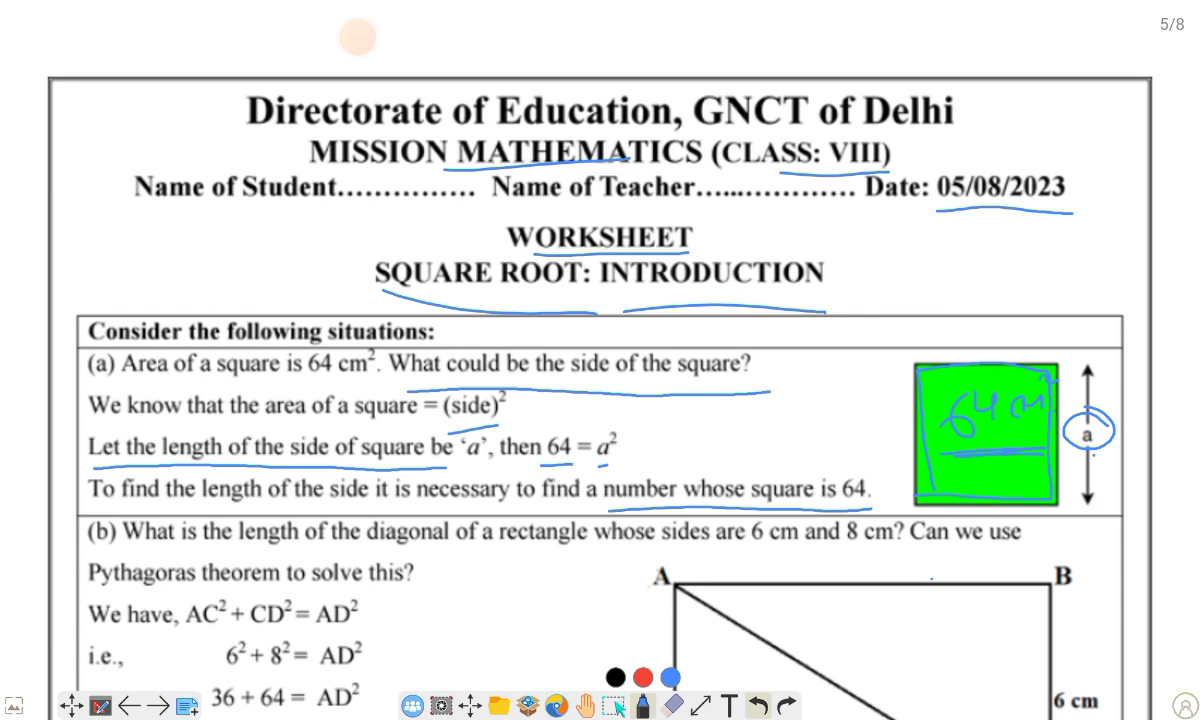 5/8
Directorate of Education, GNCT of Delhi
MISSION MATHEMATICS (CLASS: VIII)
Name of Student…………… Name of Teacher…...………… Date: 05/08/2023
WORKSHEET
SQUARE ROOT: INTRODUCTION
Consider the following situations:
(a) Area of a square is 64 cm². What could be the side of the square?
We know that the area of a square = (side)²
Let the length of the side of square be ‘a’, then 64 = a²
To find the length of the side it is necessary to find a number whose square is 64.
64 cm²
a
(b) What is the length of the diagonal of a rectangle whose sides are 6 cm and 8 cm? Can we use
Pythagoras theorem to solve this?
We have, AC² + CD² = AD²
i.e., 6² + 8² = AD²
36 + 64 = AD²
A B
6 cm
T